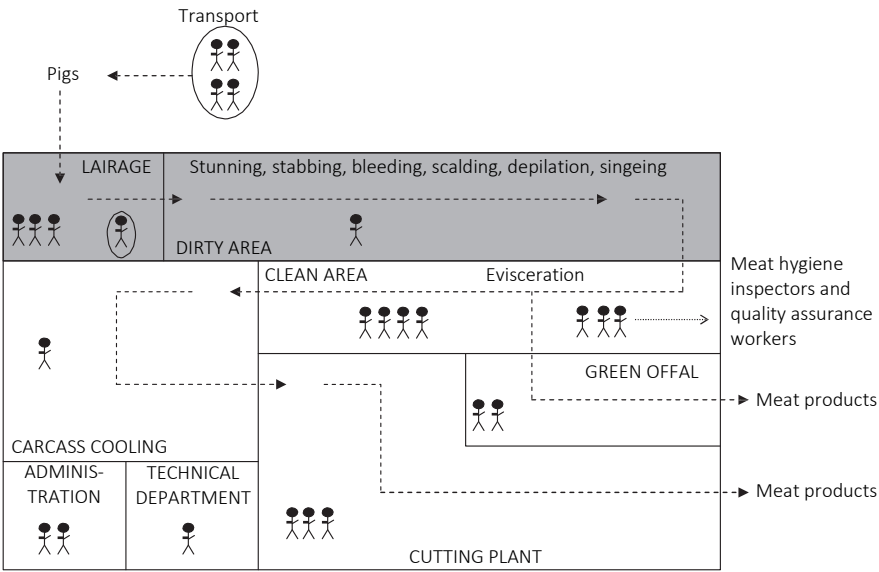 Transport
Pigs
LAIRAGE
Stunning, stabbing, bleeding, scalding, depilation, singeing
DIRTY AREA
CLEAN AREA
Evisceration
Meat hygiene
inspectors and
quality assurance
workers
GREEN OFFAL
Meat products
CARCASS COOLING
ADMINIS-
TRATION
TECHNICAL
DEPARTMENT
Meat products
CUTTING PLANT